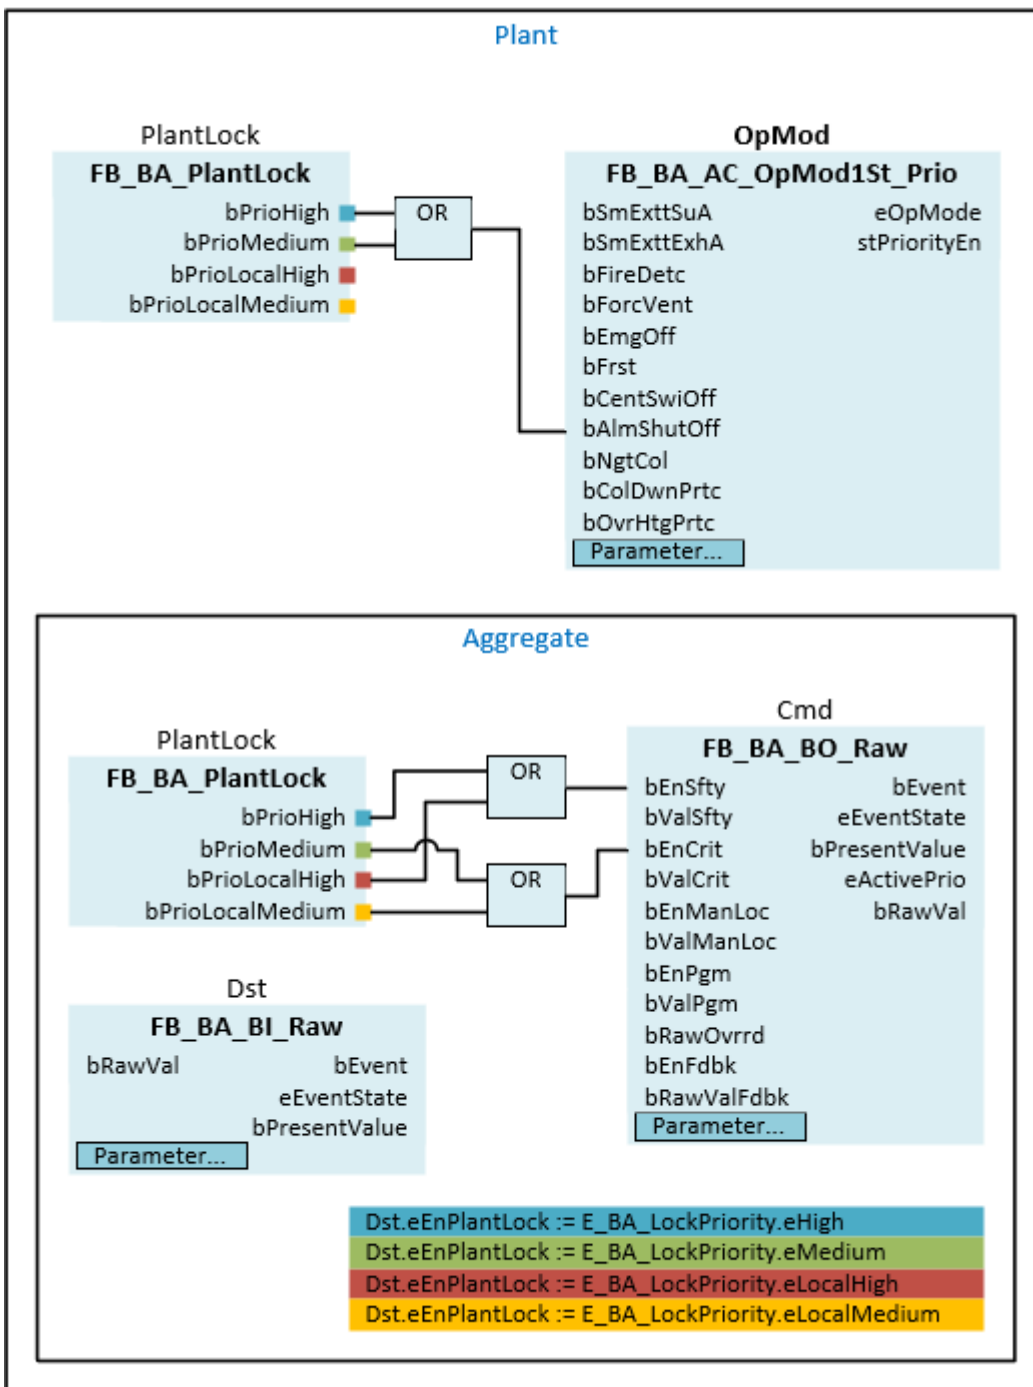 Plant
PlantLock
FB_BA_PlantLock
bPrioHigh
bPrioMedium
bPrioLocalHigh
bPrioLocalMedium
OR
OpMod
FB_BA_AC_OpMod1St_Prio
bSmExttSuA eOpMode
bSmExttExhA stPriorityEn
bFireDetc
bForcVent
bEmgOff
bFrst
bCentSwiOff
bAlmShutOff
bNgtCol
bColDwnPrtc
bOvrHtgPrtc
Parameter...
Aggregate
PlantLock
FB_BA_PlantLock
bPrioHigh
bPrioMedium
bPrioLocalHigh
bPrioLocalMedium
OR
OR
Cmd
FB_BA_BO_Raw
bEnSfty bEvent
bValSfty eEventState
bEnCrit bPresentValue
bValCrit eActivePrio
bEnManLoc bRawVal
bValManLoc
bEnPgm
bValPgm
bRawOvrrd
bEnFdbk
bRawValFdbk
Parameter...
Dst
FB_BA_BI_Raw
bRawVal bEvent
eEventState
bPresentValue
Parameter...
Dst.eEnPlantLock := E_BA_LockPriority.eHigh
Dst.eEnPlantLock := E_BA_LockPriority.eMedium
Dst.eEnPlantLock := E_BA_LockPriority.eLocalHigh
Dst.eEnPlantLock := E_BA_LockPriority.eLocalMedium